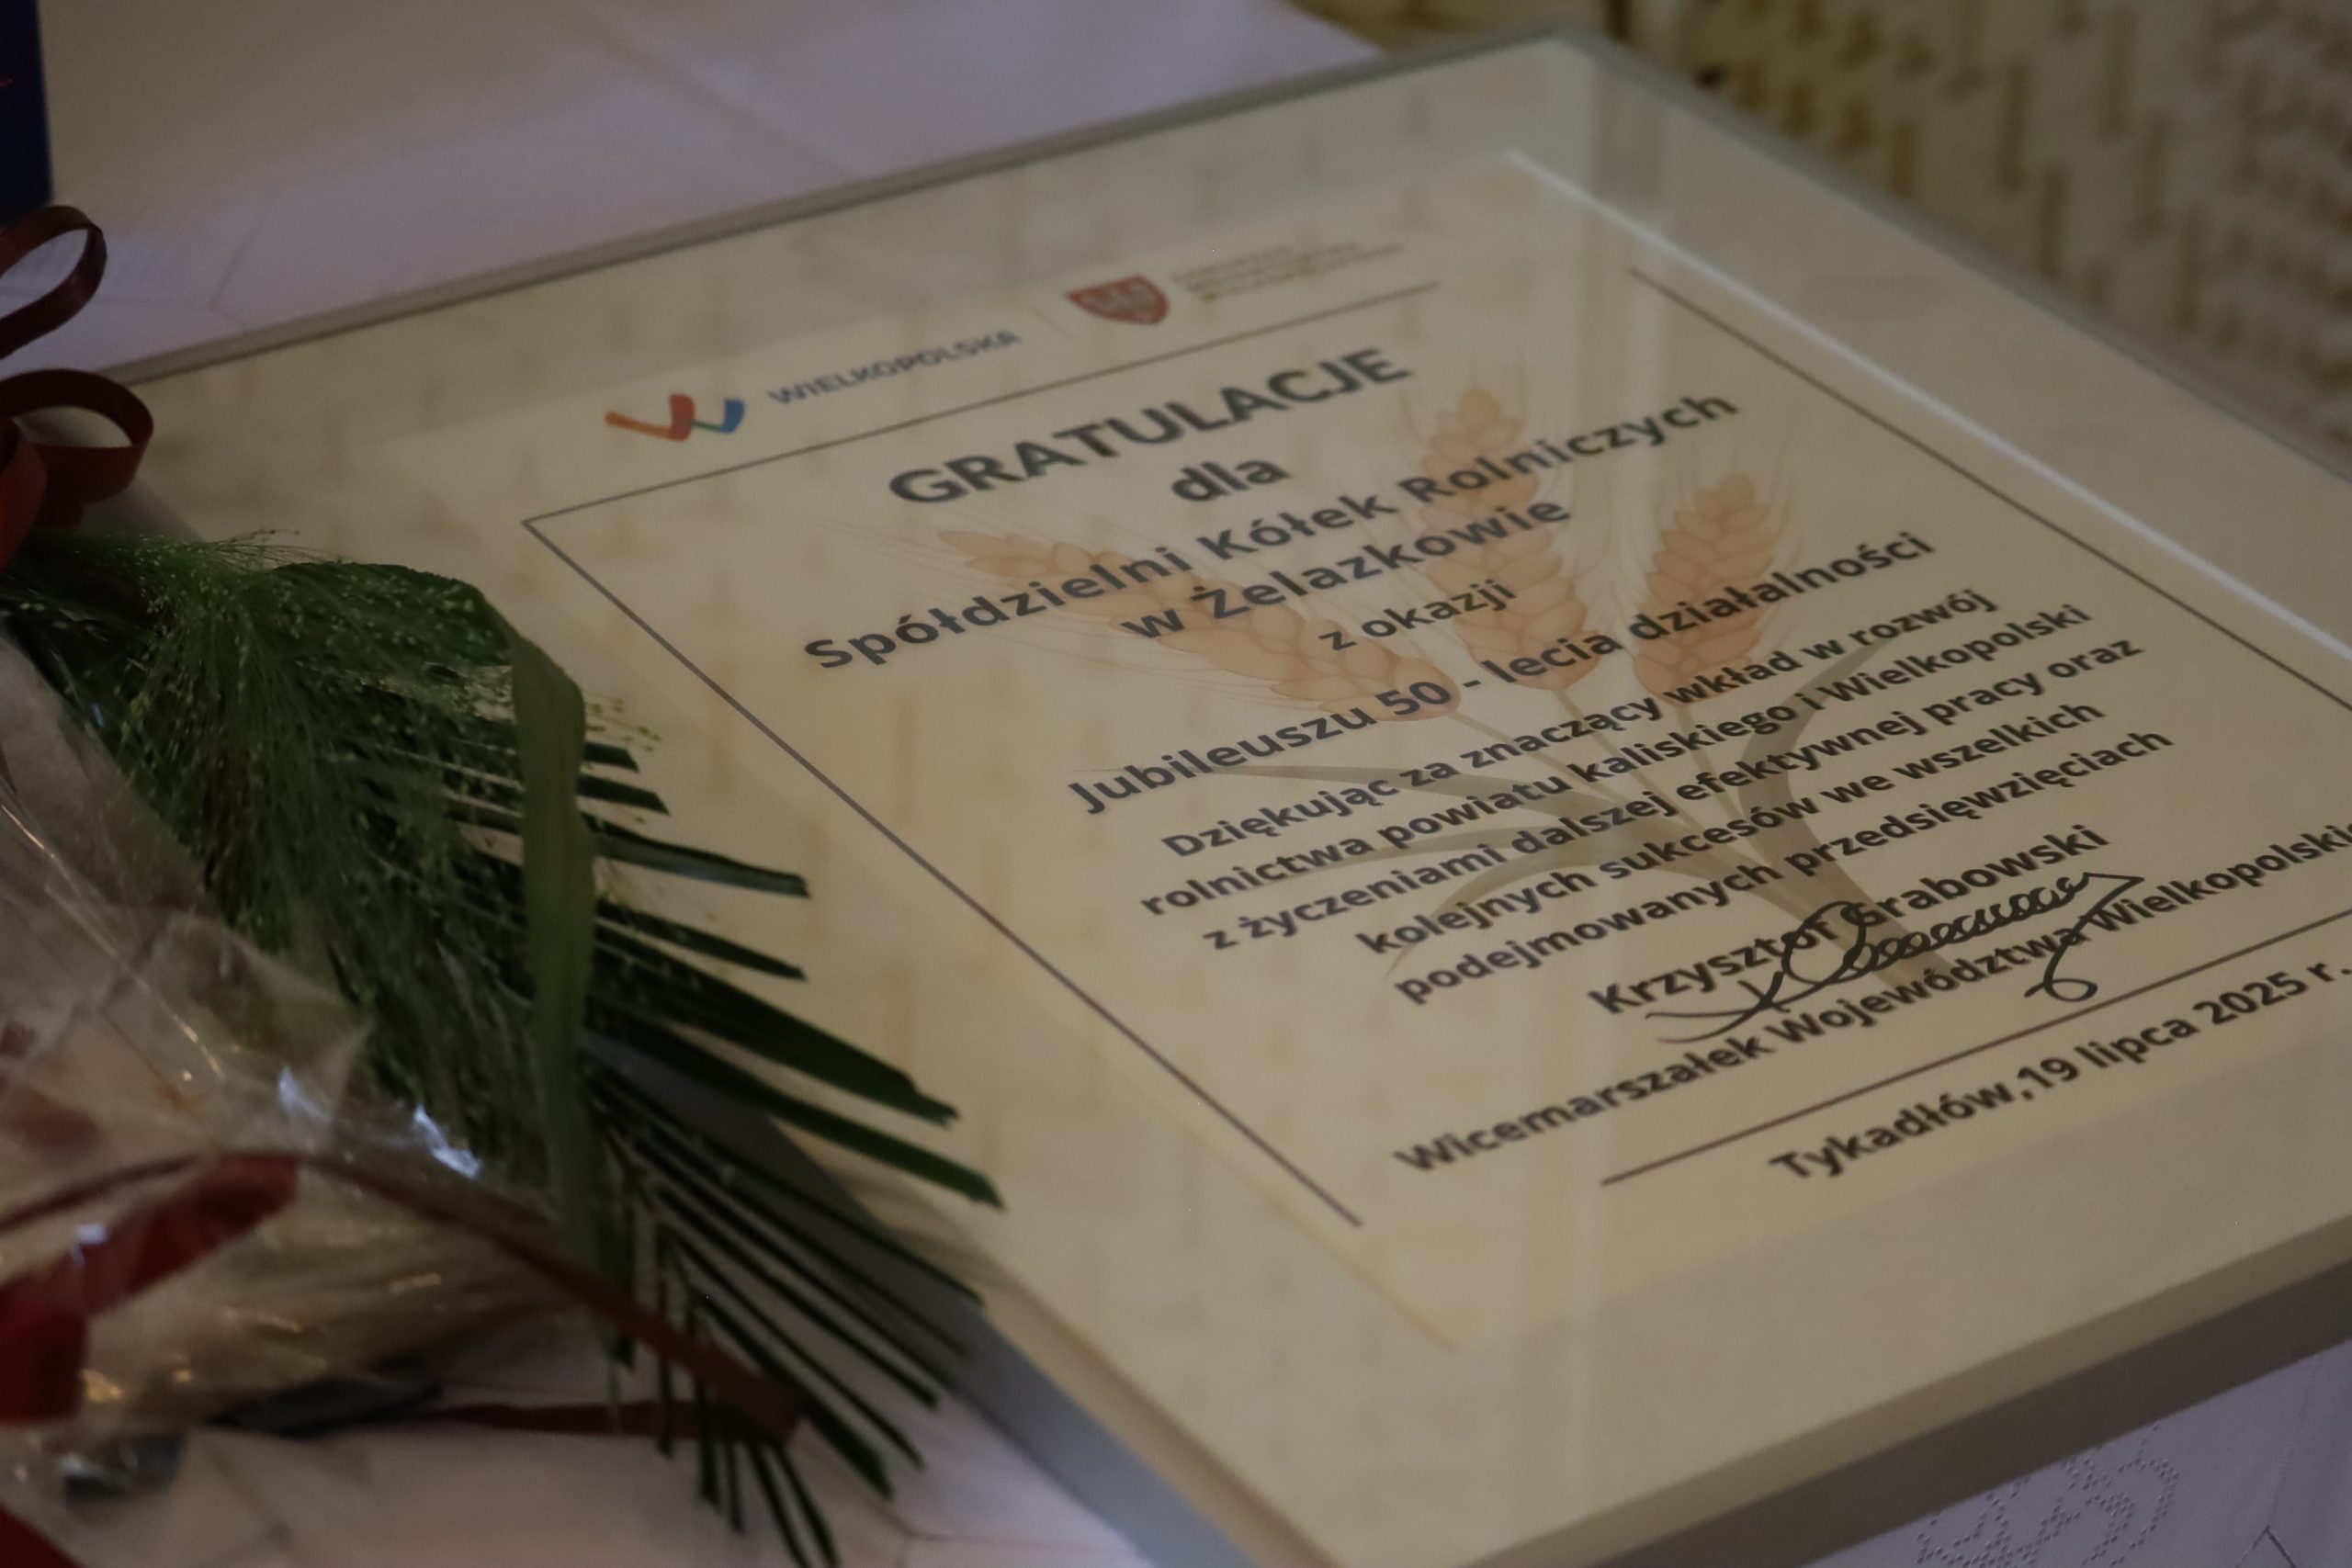 WIELKOPOLSKA
GRATULACJE
dla
Spółdzielni Kółek Rolniczych
w Żelazkowie
z okazji
Jubileuszu 50 - lecia działalności
Dziękując za znaczący wkład w rozwój
rolnictwa powiatu kaliskiego i Wielkopolski
z życzeniami dalszej efektywnej pracy oraz
kolejnych sukcesów we wszelkich
podejmowanych przedsięwzięciach
Krzysztof Grabowski
Wicemarszałek Województwa Wielkopolski
Tykadłów,19 lipca 2025 r.